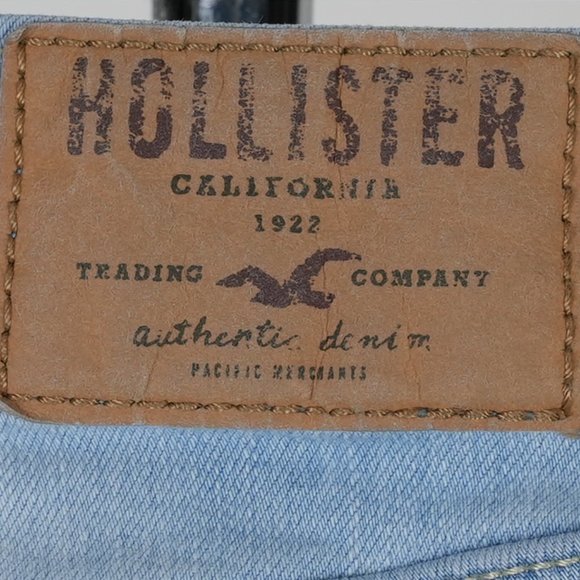 HOLLISTER
CALIFORNIA
1922
TRADING COMPANY
authentic denim
PACIFIC MERCHANTS